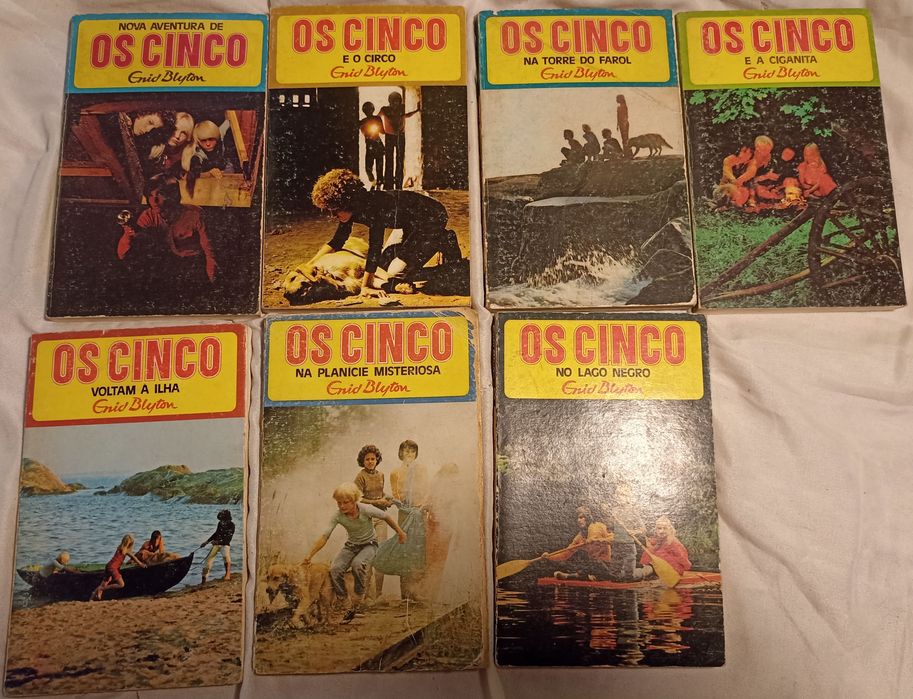 NOVA AVENTURA DE
OS CINCO
Enid Blyton
OS CINCO
E O CIRCO
Enid Blyton
OS CINCO
NA TORRE DO FAROL
Enid Blyton
OS CINCO
E A CIGANITA
Enid Blyton
OS CINCO
VOLTAM A ILHA
Enid Blyton
OS CINCO
NA PLANICIE MISTERIOSA
Enid Blyton
OS CINCO
NO LAGO NEGRO
Enid Blyton